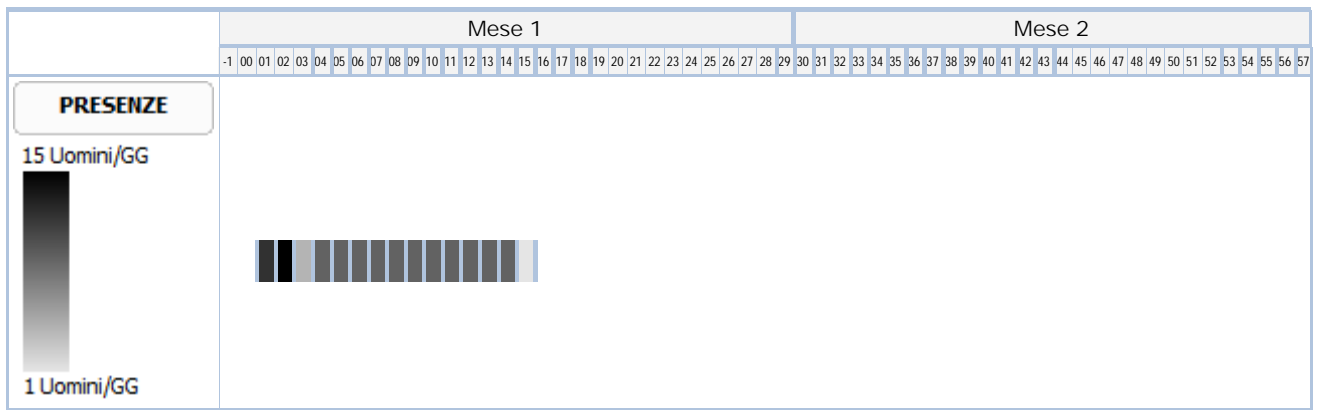 Mese 1 Mese 2
-1 00 01 02 03 04 05 06 07 08 09 10 11 12 13 14 15 16 17 18 19 20 21 22 23 24 25 26 27 28 29 30 31 32 33 34 35 36 37 38 39 40 41 42 43 44 45 46 47 48 49 50 51 52 53 54 55 56 57
PRESENZE
15 Uomini/GG
1 Uomini/GG